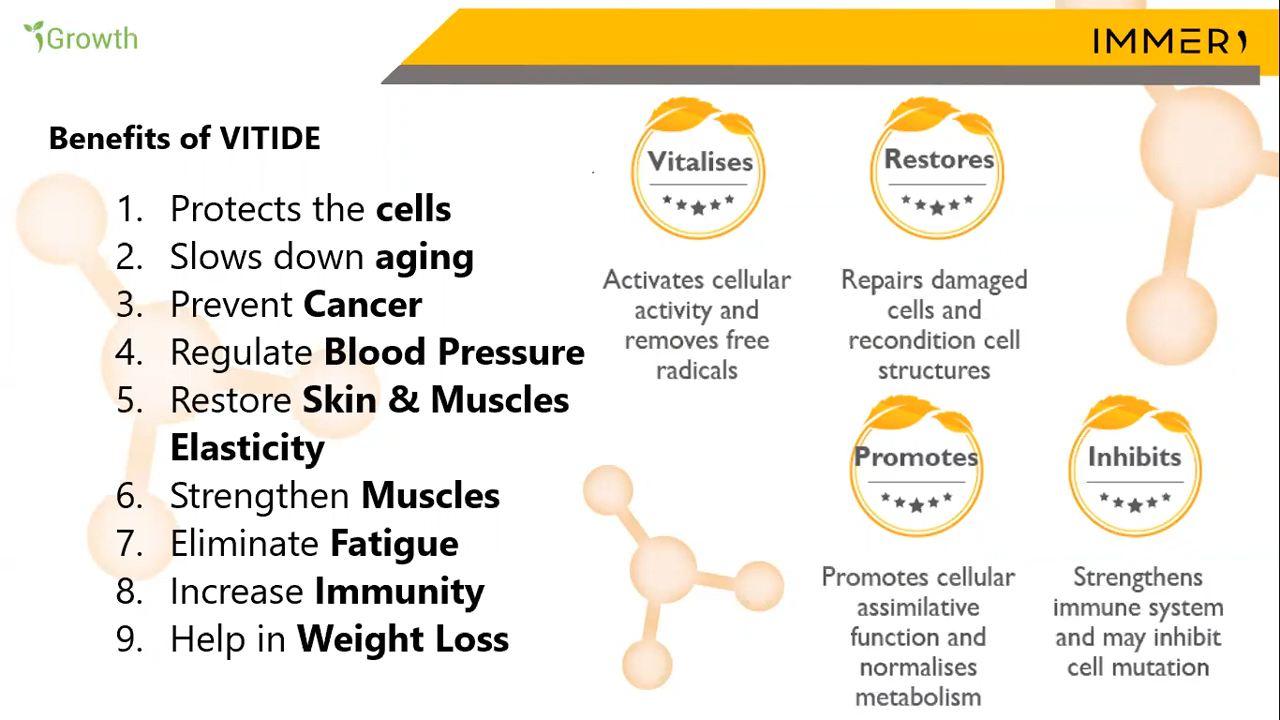 Growth
IMMER
Benefits of VITIDE
1. Protects the cells
2. Slows down aging
3. Prevent Cancer
4. Regulate Blood Pressure
5. Restore Skin & Muscles
Elasticity
6. Strengthen Muscles
7. Eliminate Fatigue
8. Increase Immunity
9. Help in Weight Loss
Vitalises
Activates cellular
activity and
removes free
radicals
Restores
Repairs damaged
cells and
recondition cell
structures
Promotes
Promotes cellular
assimilative
function and
normalises
metabolism
Inhibits
Strengthens
immune system
and may inhibit
cell mutation